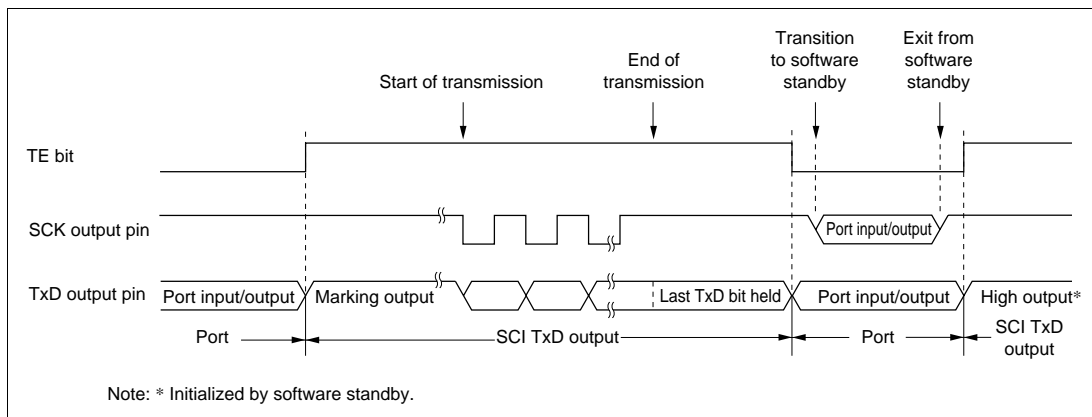 Transition
to software
standby
Exit from
software
standby
End of
transmission
Start of transmission
TE bit
SCK output pin
Port input/output
TxD output pin
Port input/output
Marking output
Last TxD bit held
Port input/output
High output*
Port
SCI TxD output
Port
SCI TxD
output
Note: * Initialized by software standby.